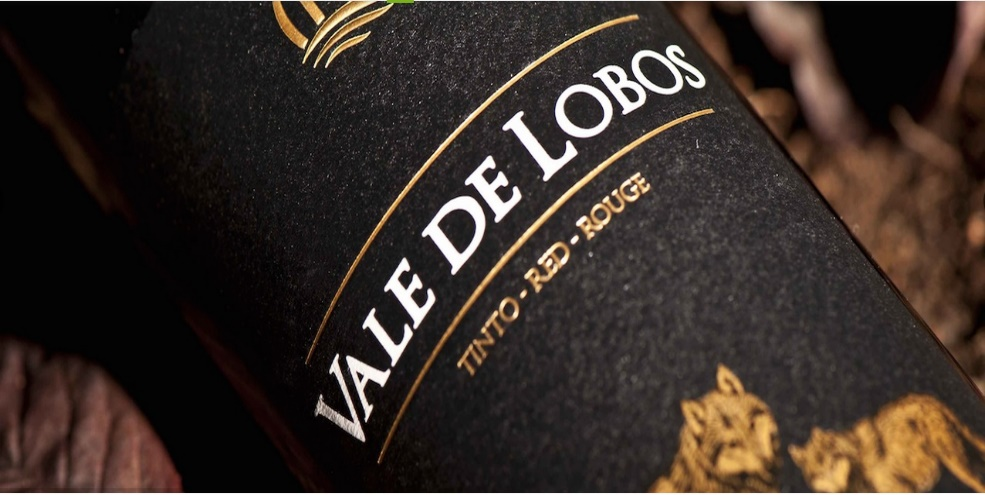 VALE DE LOBOS
TINTO - RED - ROUGE